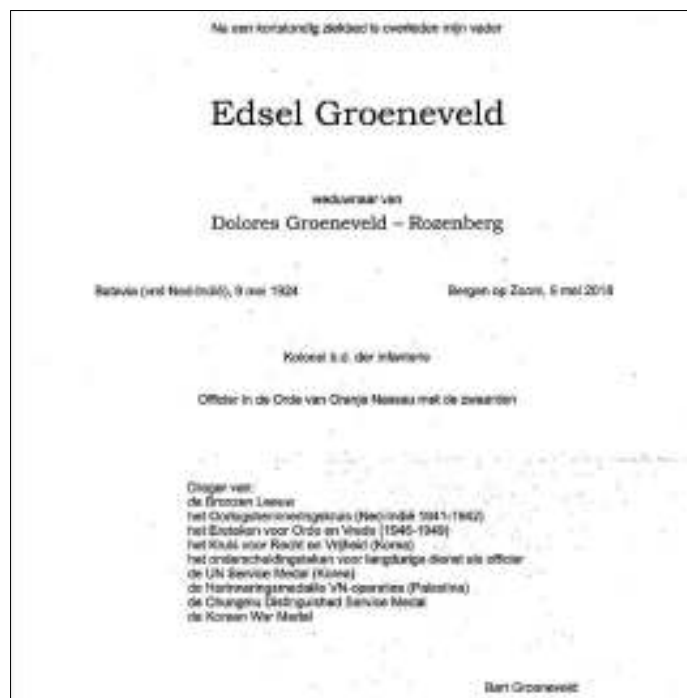 Na een kortstondig ziekbed is overleden mijn vader
Edsel Groeneveld
weduwnaar van
Dolores Groeneveld – Rozenberg
Batavia (vml Ned-Indië), 9 mei 1924
Bergen op Zoom, 5 mei 2018
Kolonel b.d. der infanterie
Officier in de Orde van Oranje Nassau met de zwaarden
Drager van:
de Bronzen Leeuw
het Oorlogsherinneringskruis (Ned-Indië 1941-1942)
het Ereteken voor Orde en Vrede (1946-1949)
het Kruis voor Recht en Vrijheid (Korea)
het onderscheidingsteken voor langdurige dienst als officier
de UN Service Medal (Korea)
de Herinneringsmedaille VN-operaties (Palestina)
de Chungmu Distinguished Service Medal
de Korean War Medal
Bart Groeneveld